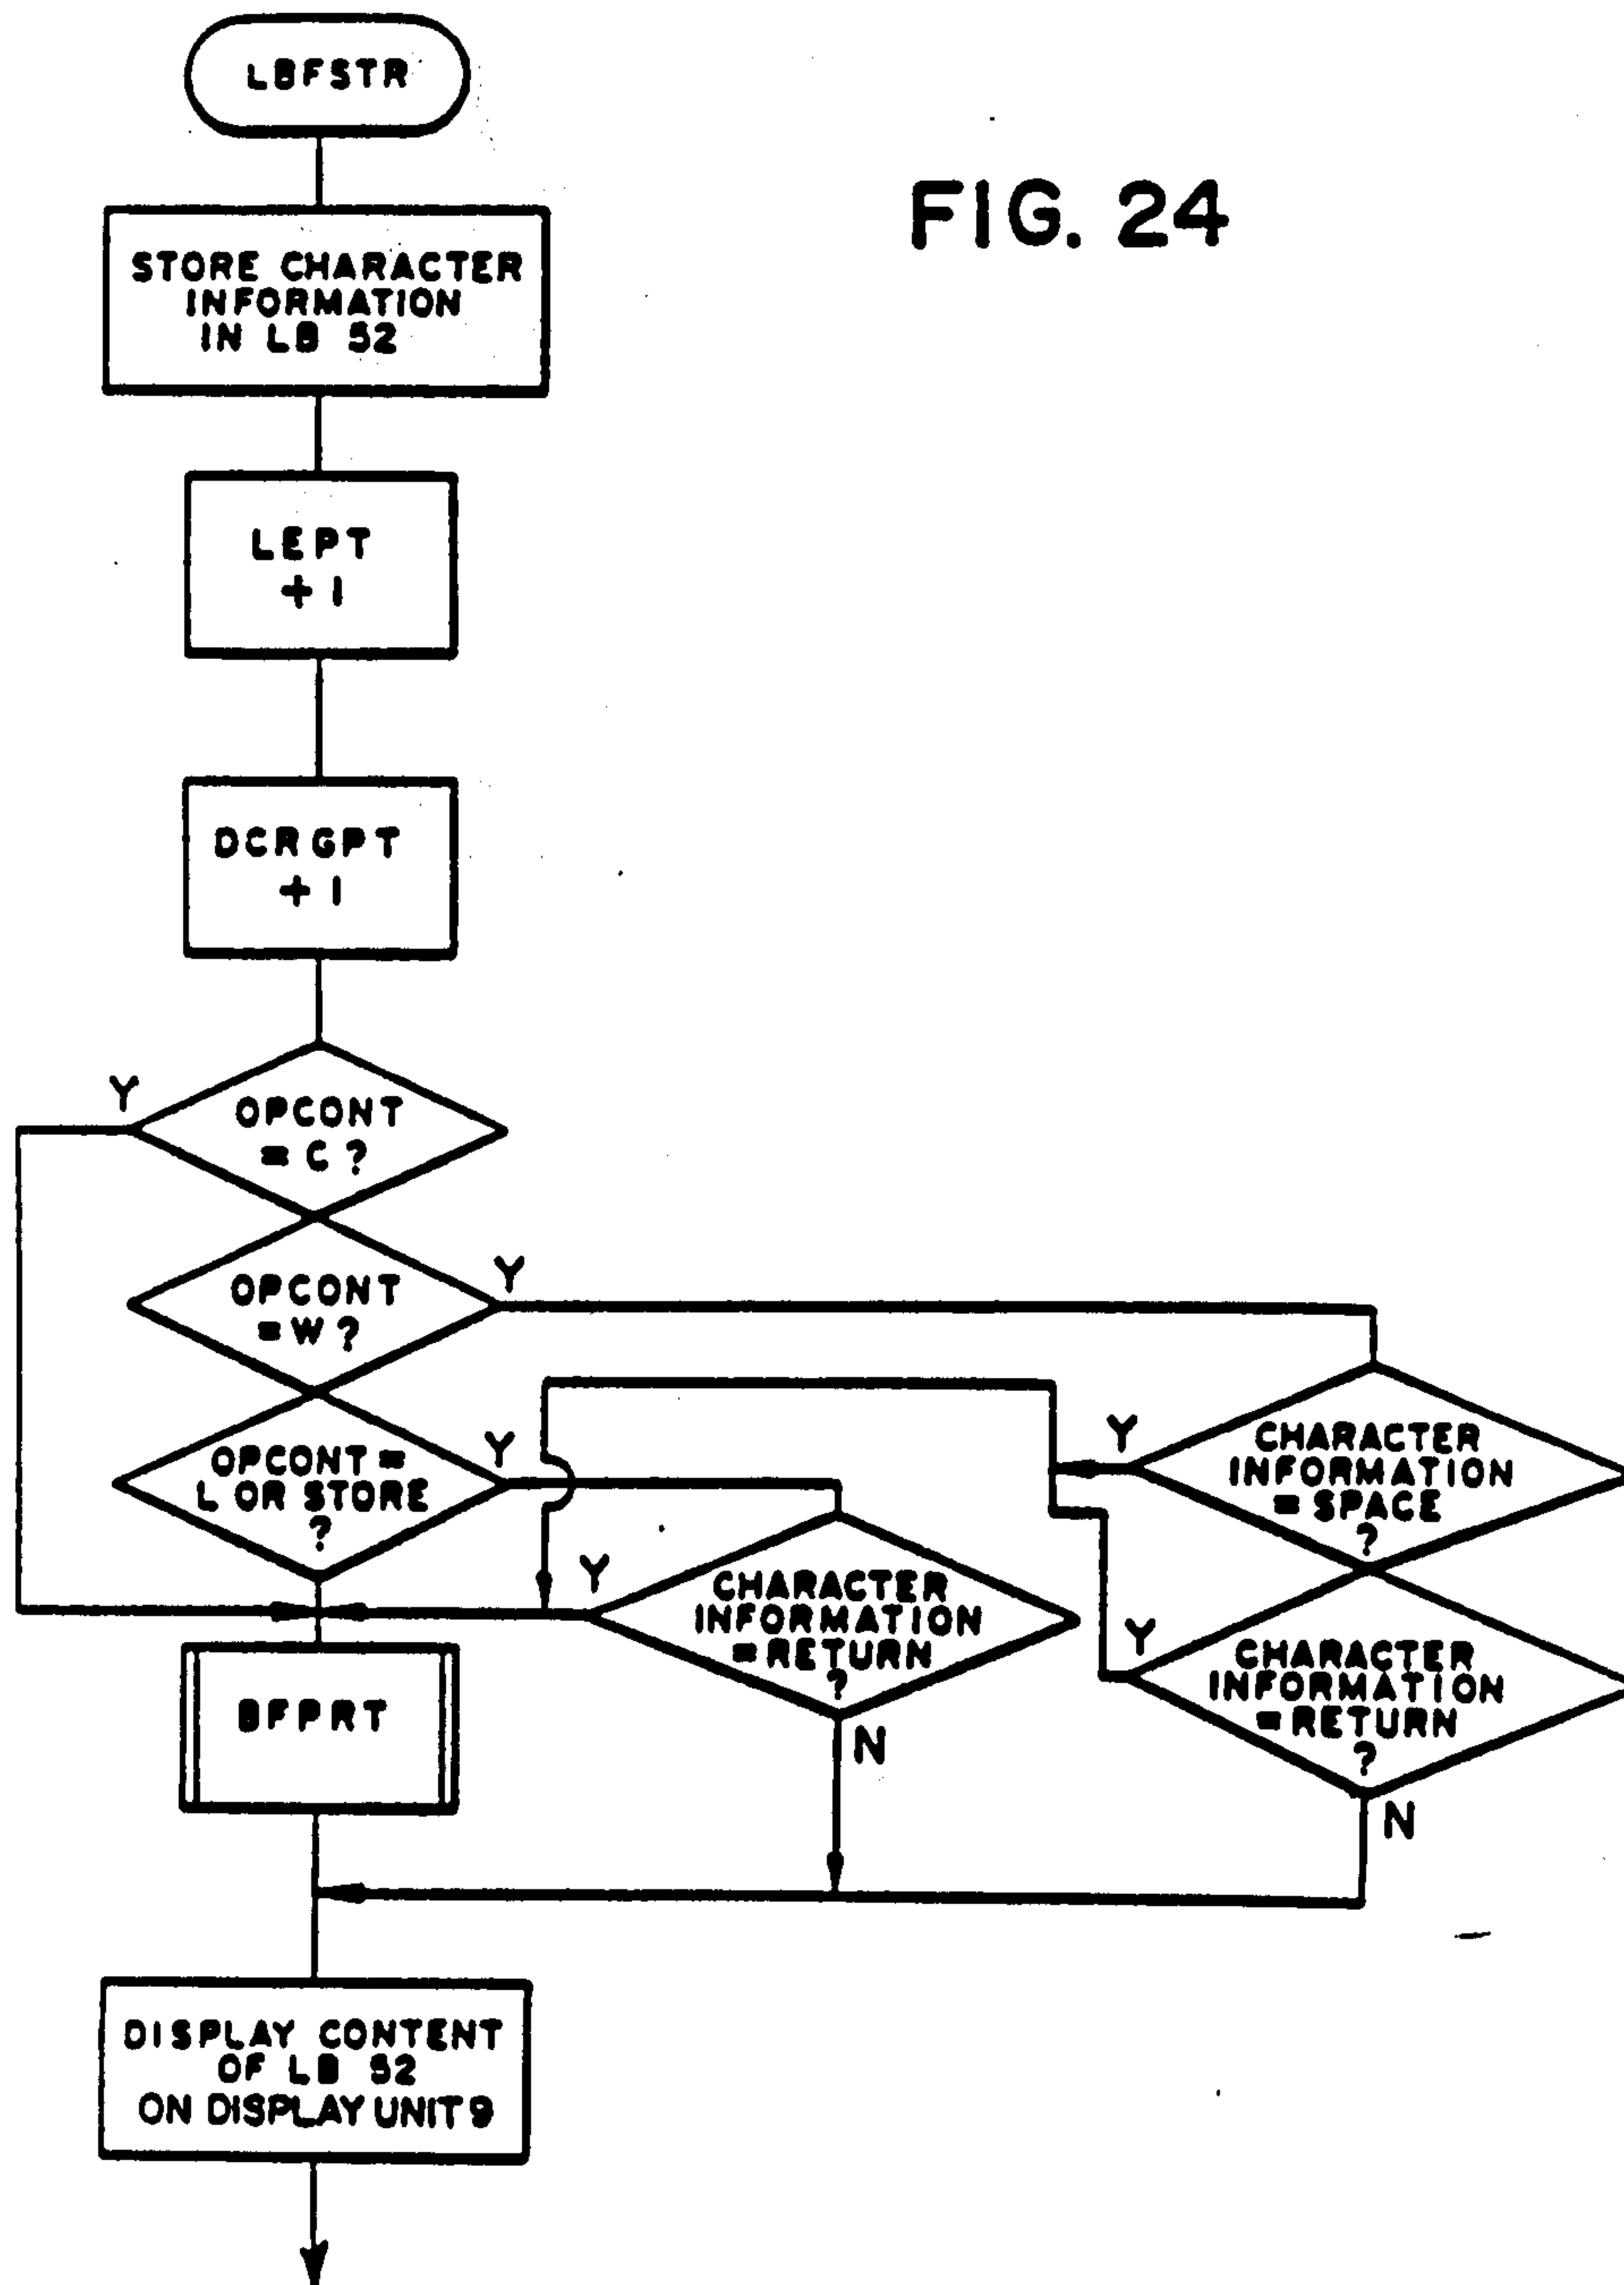 LBFSTR
FIG. 24
STORE CHARACTER
INFORMATION
IN LB 52
LEPT
+1
DCRGPT
+1
Y
OPCONT
= C ?
Y
OPCONT
= W ?
Y
OPCONT =
L OR STORE
?
Y
CHARACTER
INFORMATION
= SPACE
?
Y
CHARACTER
INFORMATION
= RETURN
?
N
Y
CHARACTER
INFORMATION
= RETURN
?
N
BFPRT
DISPLAY CONTENT
OF LB 52
ON DISPLAY UNIT 9